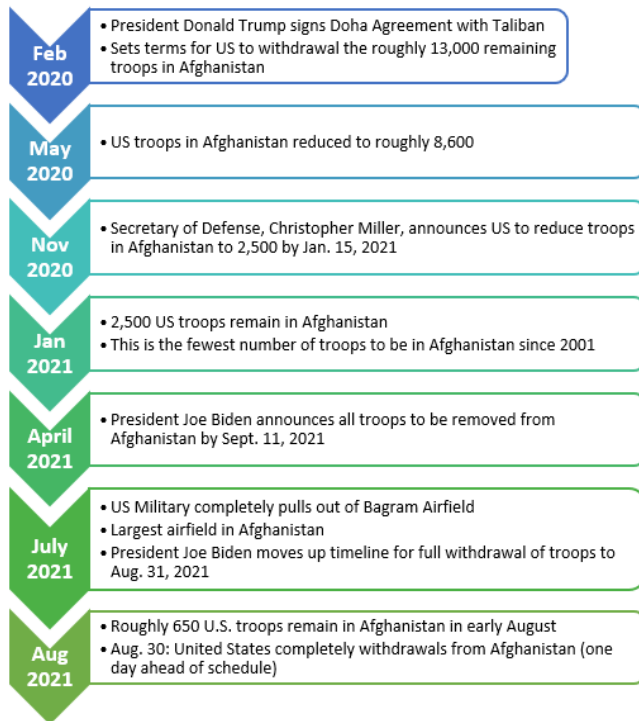 Feb
2020
• President Donald Trump signs Doha Agreement with Taliban
• Sets terms for US to withdrawal the roughly 13,000 remaining
troops in Afghanistan
May
2020
• US troops in Afghanistan reduced to roughly 8,600
Nov
2020
• Secretary of Defense, Christopher Miller, announces US to reduce troops
in Afghanistan to 2,500 by Jan. 15, 2021
Jan
2021
• 2,500 US troops remain in Afghanistan
• This is the fewest number of troops to be in Afghanistan since 2001
April
2021
• President Joe Biden announces all troops to be removed from
Afghanistan by Sept. 11, 2021
July
2021
• US Military completely pulls out of Bagram Airfield
• Largest airfield in Afghanistan
• President Joe Biden moves up timeline for full withdrawal of troops to
Aug. 31, 2021
Aug
2021
• Roughly 650 U.S. troops remain in Afghanistan in early August
• Aug. 30: United States completely withdrawals from Afghanistan (one
day ahead of schedule)